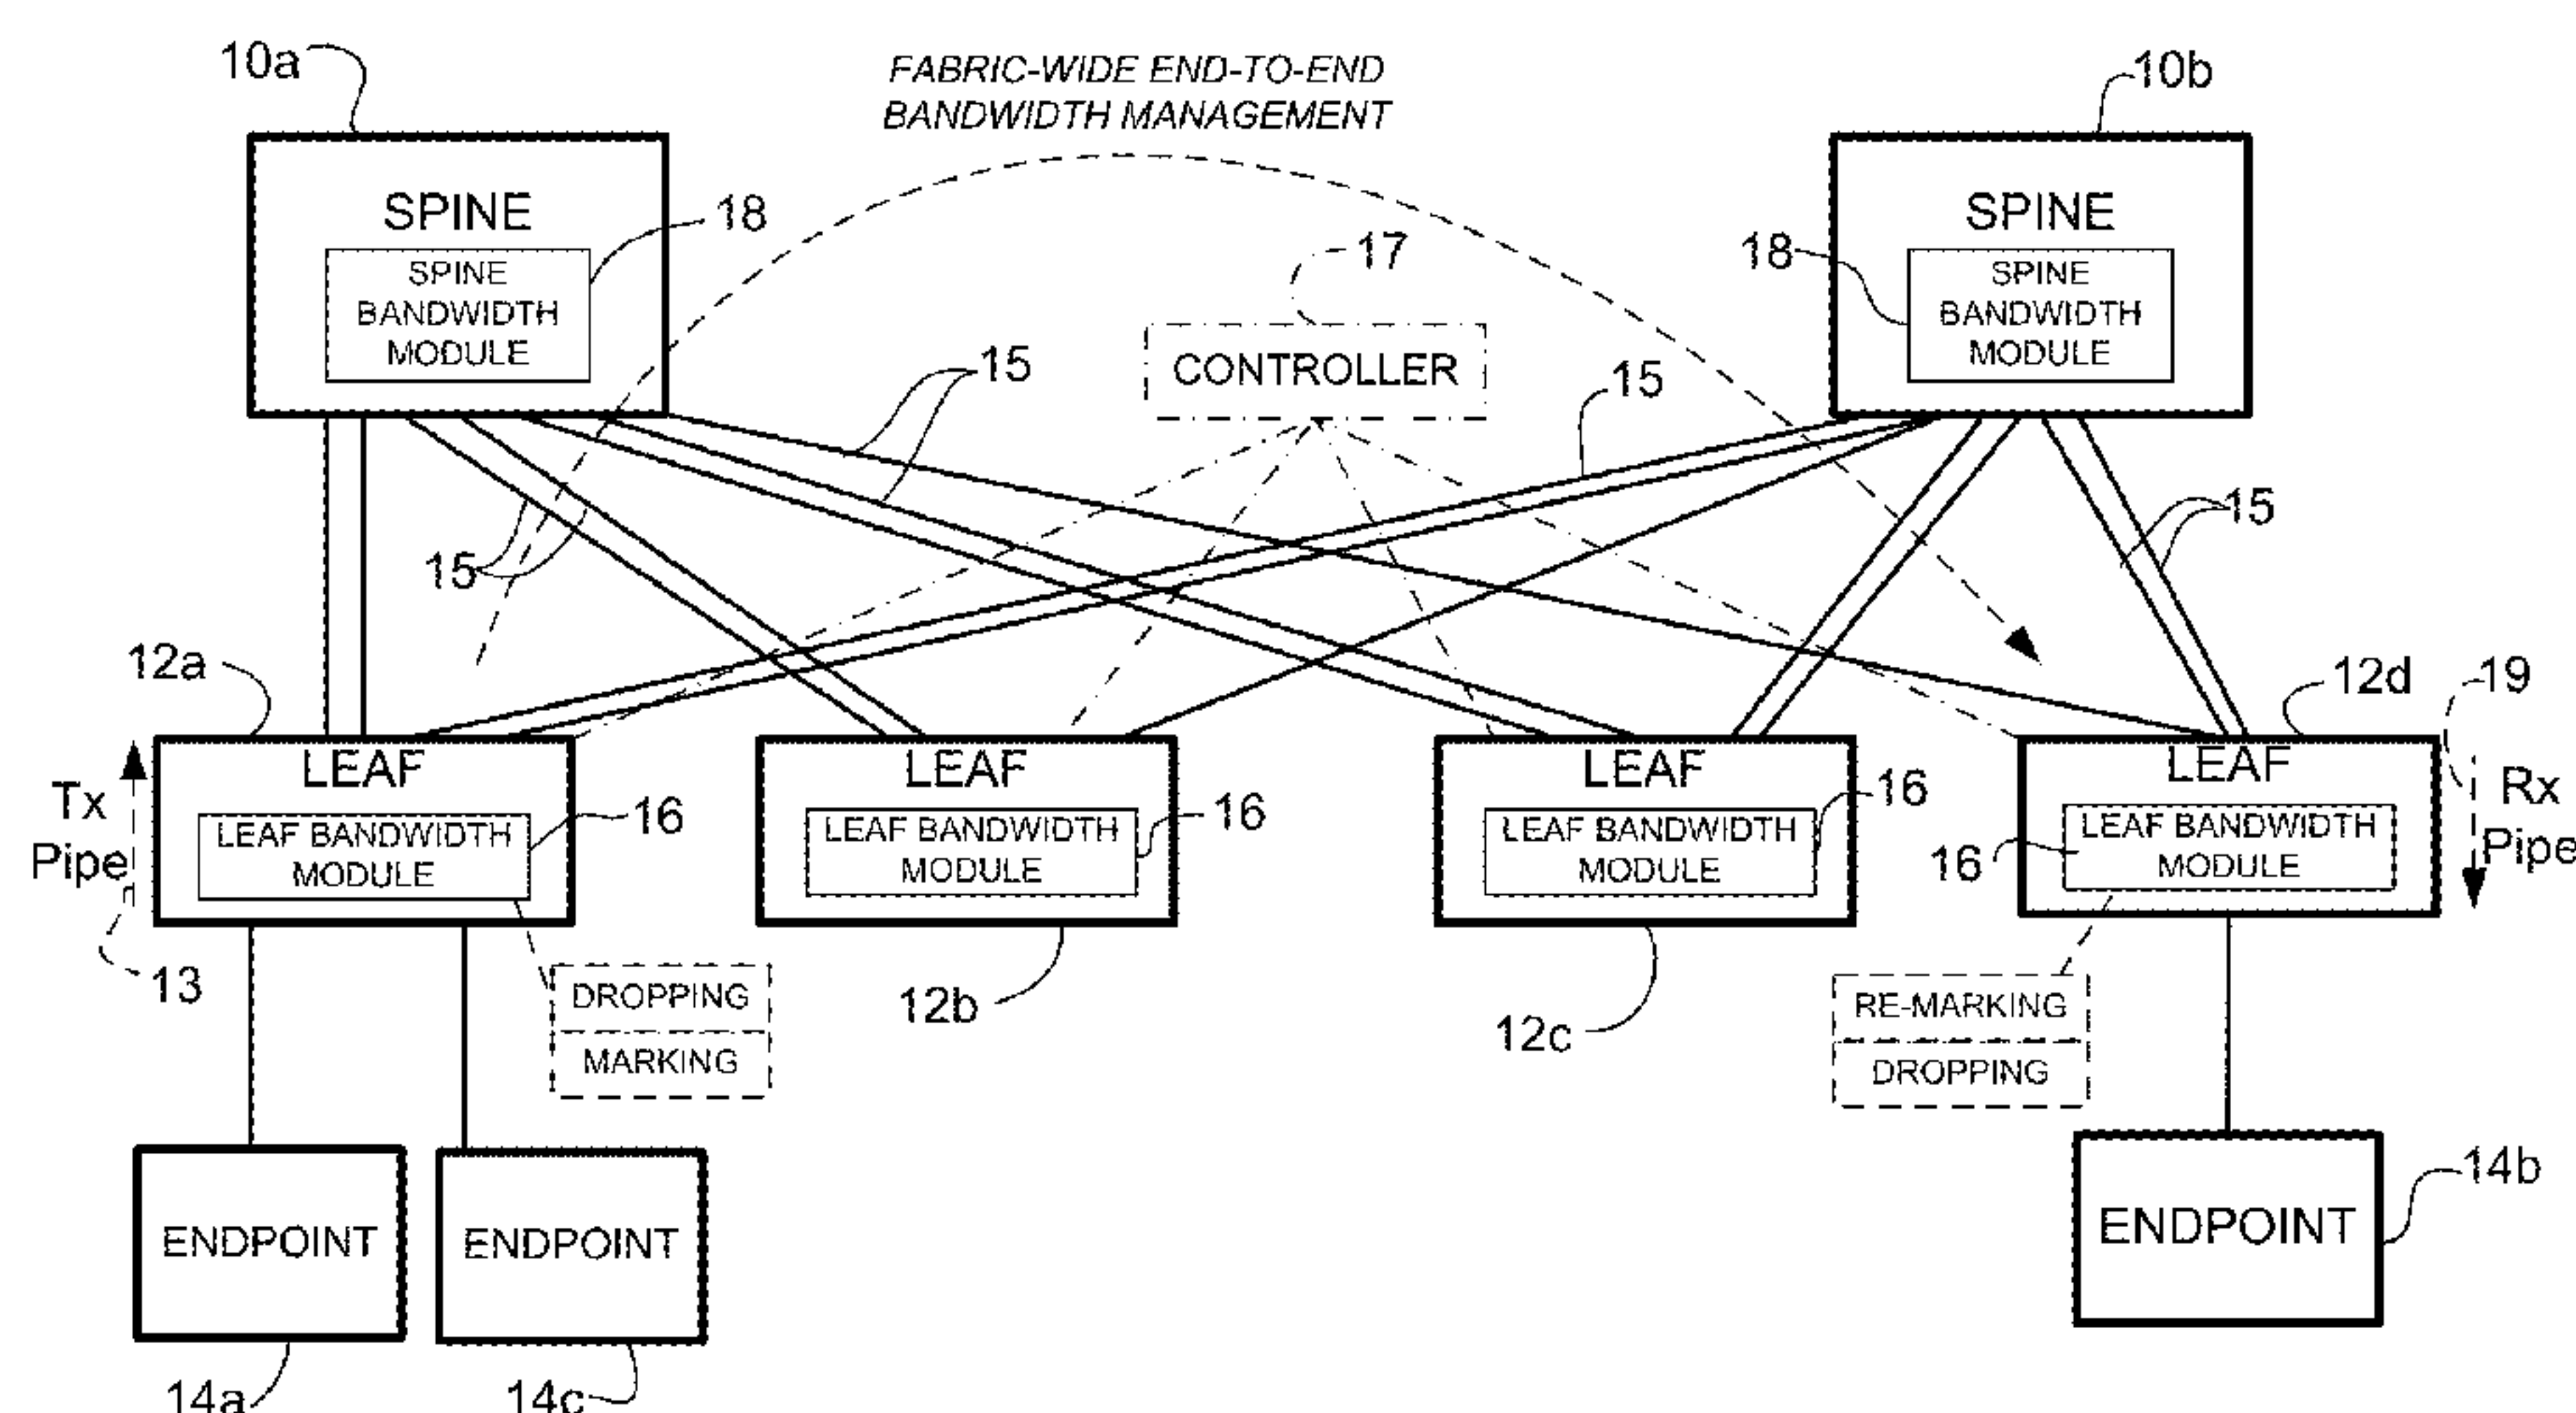 10a
FABRIC-WIDE END-TO-END
BANDWIDTH MANAGEMENT
10b
SPINE
18
SPINE
BANDWIDTH
MODULE
17
CONTROLLER
18
SPINE
SPINE
BANDWIDTH
MODULE
15
15
15
15
12a
12d
19
Tx
Pipe
13
LEAF
LEAF BANDWIDTH
MODULE
16
LEAF
LEAF BANDWIDTH
MODULE
16
LEAF
LEAF BANDWIDTH
MODULE
16
LEAF
LEAF BANDWIDTH
MODULE
16
Rx
Pipe
DROPPING
MARKING
12b
12c
RE-MARKING
DROPPING
ENDPOINT
ENDPOINT
ENDPOINT
14b
14a
14c